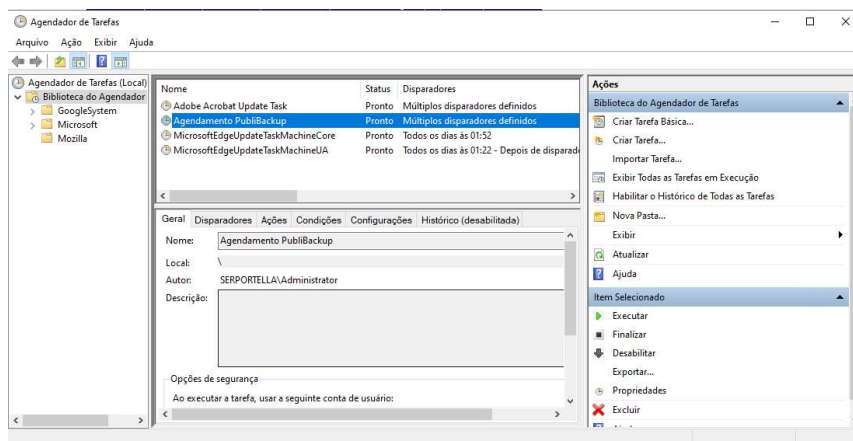 Agendador de Tarefas
Arquivo Ação Exibir Ajuda
Agendador de Tarefas (Local)
Biblioteca do Agendador
GoogleSystem
Microsoft
Mozilla
Nome Status Disparadores
Adobe Acrobat Update Task Pronto Múltiplos disparadores definidos
Agendamento PubliBackup Pronto Múltiplos disparadores definidos
MicrosoftEdgeUpdateTaskMachineCore Pronto Todos os dias às 01:52
MicrosoftEdgeUpdateTaskMachineUA Pronto Todos os dias às 01:22 - Depois de disparad
Geral Disparadores Ações Condições Configurações Histórico (desabilitada)
Nome: Agendamento PubliBackup
Local: \
Autor: SERPORTELLA\Administrator
Descrição:
Opções de segurança
Ao executar a tarefa, usar a seguinte conta de usuário:
Ações
Biblioteca do Agendador de Tarefas
Criar Tarefa Básica...
Criar Tarefa...
Importar Tarefa...
Exibir Todas as Tarefas em Execução
Habilitar o Histórico de Todas as Tarefas
Nova Pasta...
Exibir
Atualizar
Ajuda
Item Selecionado
Executar
Finalizar
Desabilitar
Exportar...
Propriedades
Excluir